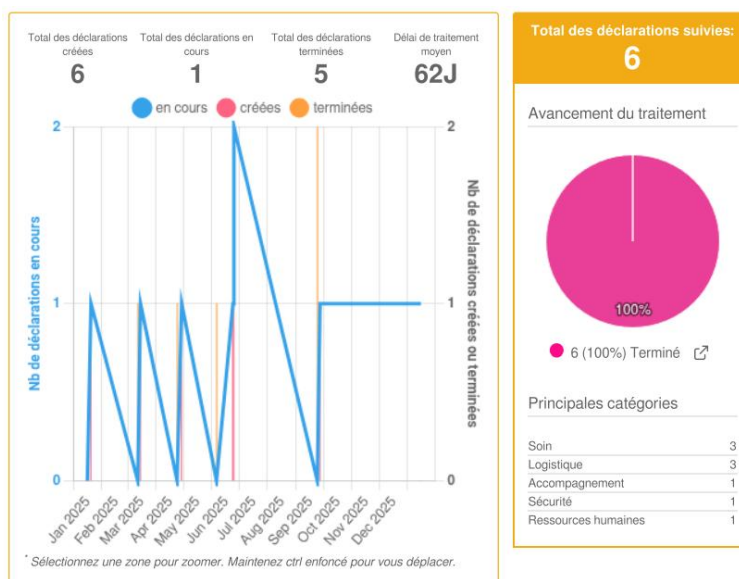 Total des déclarations
créées
6
Total des déclarations en
cours
1
Total des déclarations
terminées
5
Délai de traitement
moyen
62J
en cours
créées
terminées
2
1
0
2
1
0
Nb de déclarations en cours
Nb de déclarations créées ou terminées
Jan 2025
Feb 2025
Mar 2025
Apr 2025
May 2025
Jun 2025
Jul 2025
Aug 2025
Sep 2025
Oct 2025
Nov 2025
Dec 2025
* Sélectionnez une zone pour zoomer. Maintenez ctrl enfoncé pour vous déplacer.
Total des déclarations suivies:
6
Avancement du traitement
100%
6 (100%) Terminé
Principales catégories
Soin 3
Logistique 3
Accompagnement 1
Sécurité 1
Ressources humaines 1